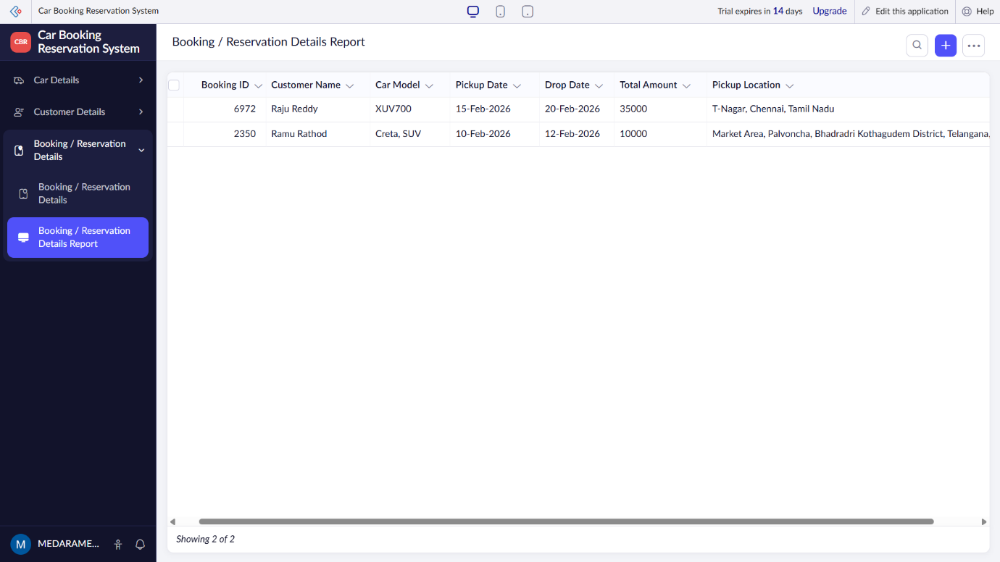 Car Booking Reservation System
Trial expires in 14 days
Upgrade
Edit this application
Help
CBR
Car Booking
Reservation System
Car Details
Customer Details
Booking / Reservation
Details
Booking / Reservation
Details
Booking / Reservation
Details Report
M
MEDARAME...
Booking / Reservation Details Report
Booking ID Customer Name Car Model Pickup Date Drop Date Total Amount Pickup Location
6972 Raju Reddy XUV700 15-Feb-2026 20-Feb-2026 35000 T-Nagar, Chennai, Tamil Nadu
2350 Ramu Rathod Creta, SUV 10-Feb-2026 12-Feb-2026 10000 Market Area, Palvoncha, Bhadradri Kothagudem District, Telangana,
Showing 2 of 2